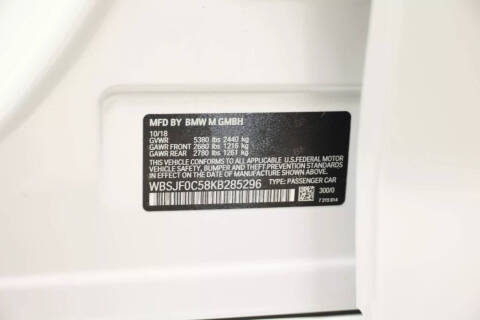 MFD BY BMW M GMBH
10/18
GVWR 5380 lbs 2440 kg
GAWR FRONT 2680 lbs 1216 kg
GAWR REAR 2780 lbs 1261 kg
THIS VEHICLE CONFORMS TO ALL APPLICABLE
U.S. FEDERAL MOTOR
VEHICLE SAFETY, BUMPER, AND THEFT PREVENTION
STANDARDS IN EFFECT ON THE
DATE OF MANUFACTURE SHOWN ABOVE.
WBSJF0C58KB285296 TYPE: PASSENGER CAR
300/0